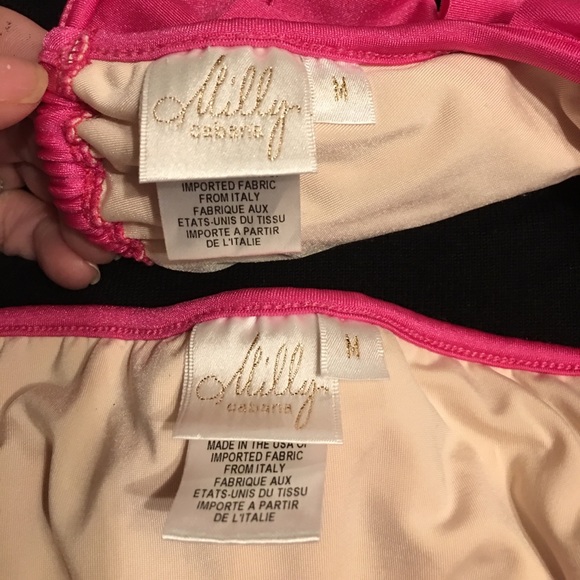 Milly
cabana
M
IMPORTED FABRIC
FROM ITALY
FABRIQUE AUX
ETATS-UNIS DU TISSU
IMPORTE A PARTIR
DE L'ITALIE
Milly
cabana
M
MADE IN THE USA OF
IMPORTED FABRIC
FROM ITALY
FABRIQUE AUX
ETATS-UNIS DU TISSU
IMPORTE A PARTIR
DE L'ITALIE